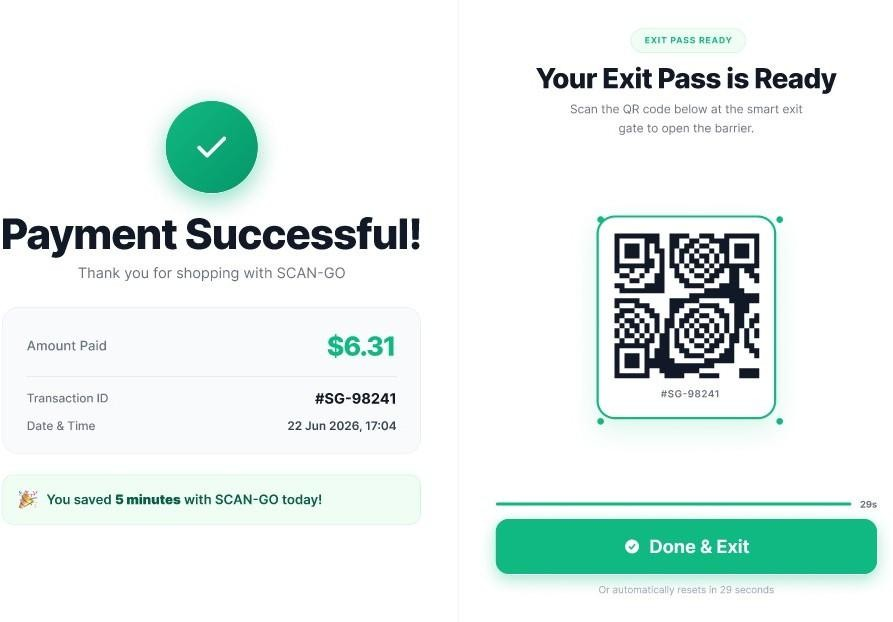 Payment Successful!
Thank you for shopping with SCAN-GO
Amount Paid $6.31
Transaction ID #SG-98241
Date & Time 22 Jun 2026, 17:04
You saved 5 minutes with SCAN-GO today!
EXIT PASS READY
Your Exit Pass is Ready
Scan the QR code below at the smart exit
gate to open the barrier.
#SG-98241
29s
Done & Exit
Or automatically resets in 29 seconds